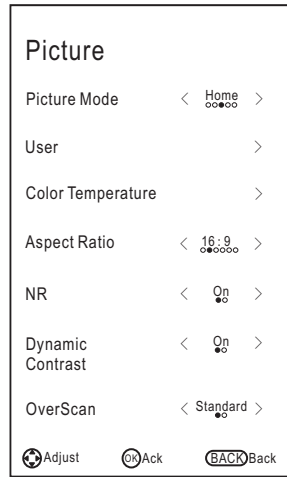 Picture
Picture Mode < Home >
User >
Color Temperature >
Aspect Ratio < 16:9 >
NR < On >
Dynamic < On >
Contrast
OverScan < Standard >
Adjust OK Ack BACK Back